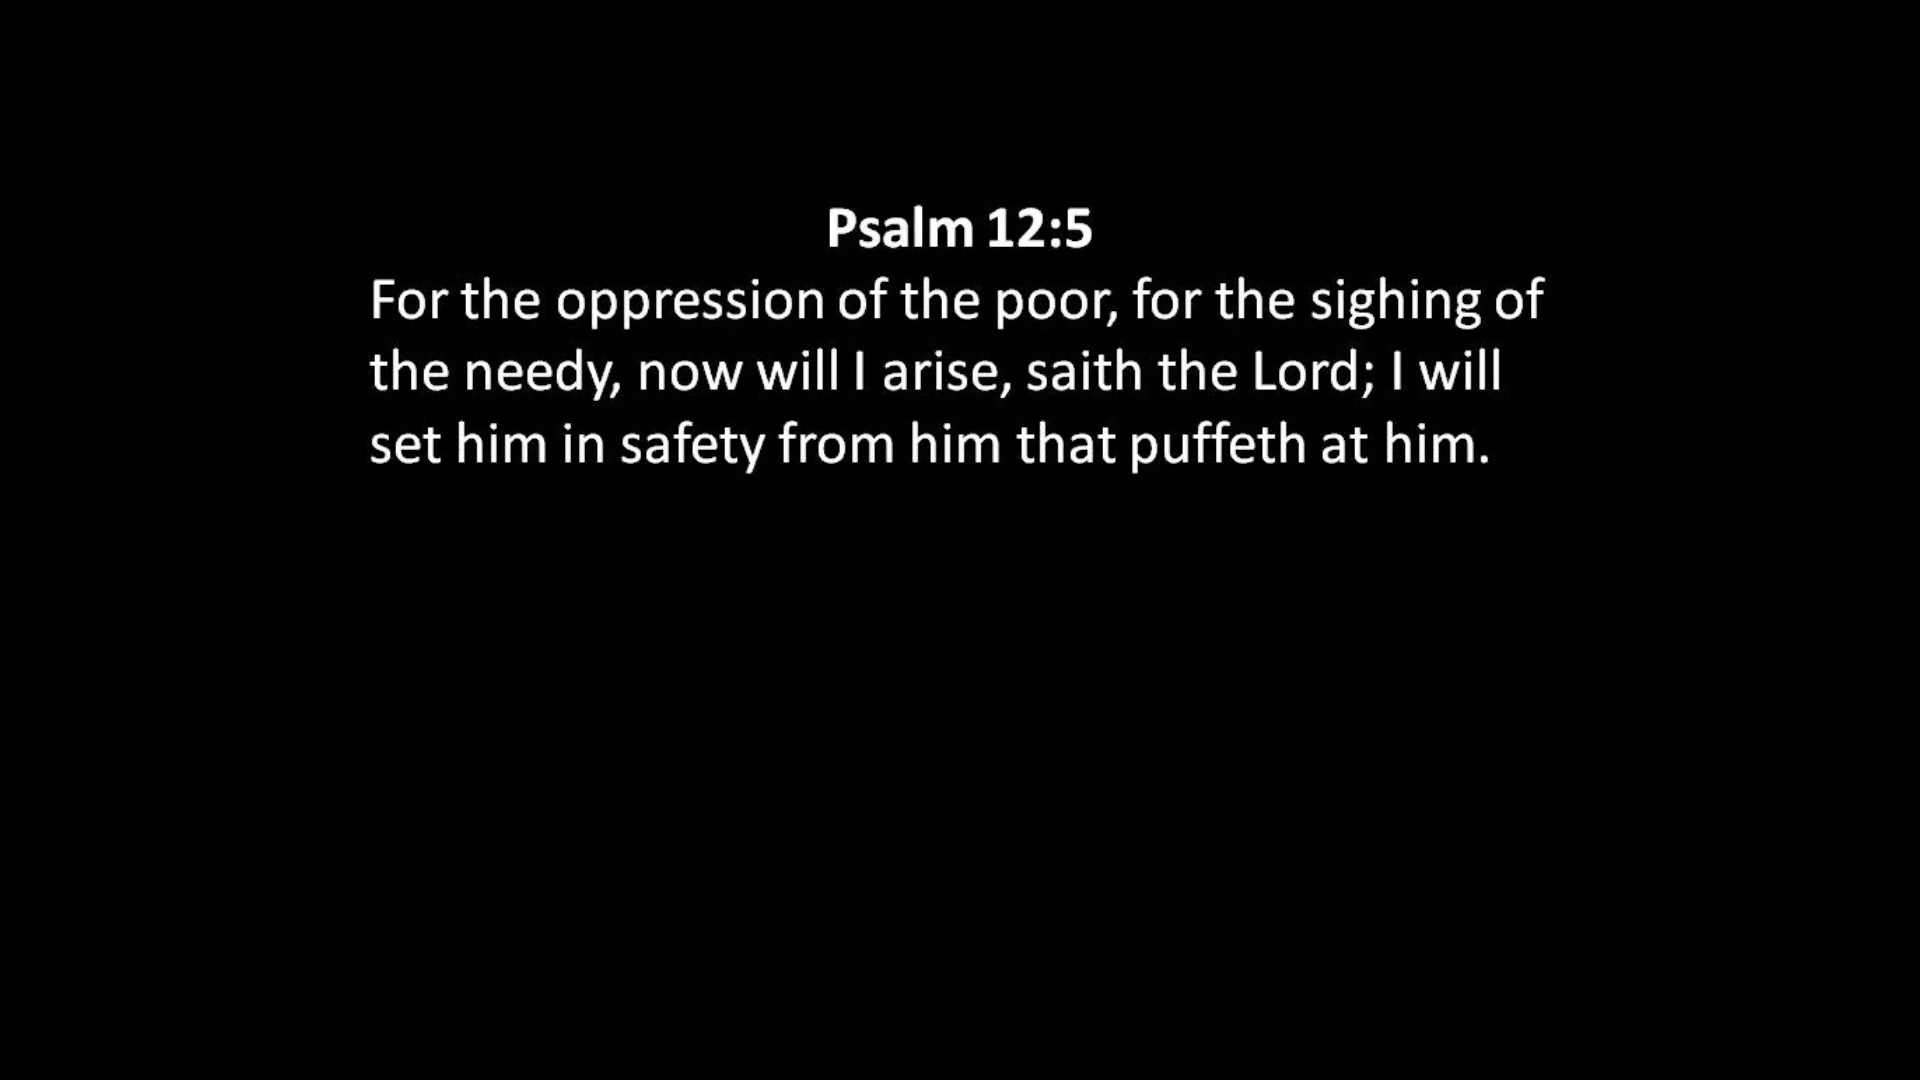 Psalm 12:5
For the oppression of the poor, for the sighing of
the needy, now will I arise, saith the Lord; I will
set him in safety from him that puffeth at him.